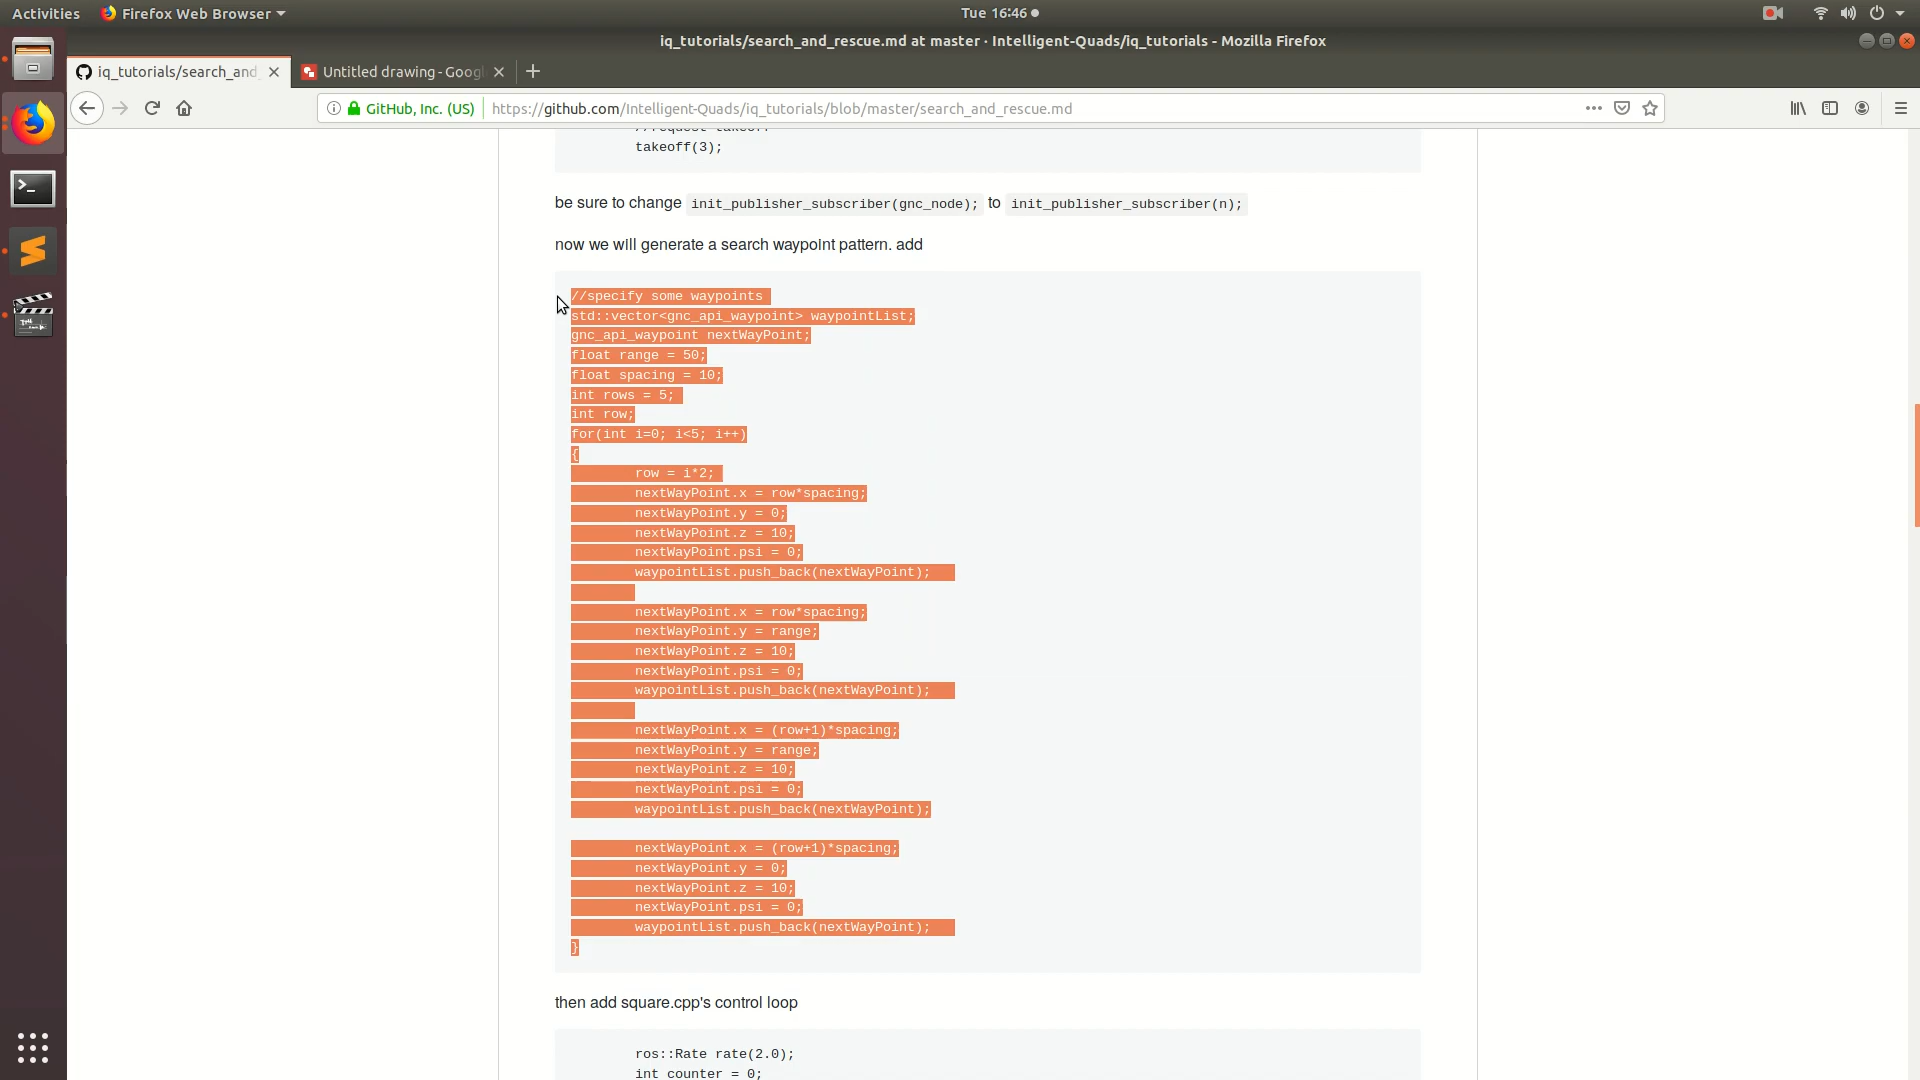 Activities
Firefox Web Browser
Tue 16:46
iq_tutorials/search_and_rescue.md at master · Intelligent-Quads/iq_tutorials - Mozilla Firefox
iq_tutorials/search_and
Untitled drawing - Goog
GitHub, Inc. (US)
https://github.com/Intelligent-Quads/iq_tutorials/blob/master/search_and_rescue.md
//request takeoff
takeoff(3);
be sure to change init_publisher_subscriber(gnc_node); to init_publisher_subscriber(n);
now we will generate a search waypoint pattern. add
//specify some waypoints
std::vector<gnc_api_waypoint> waypointList;
gnc_api_waypoint nextWayPoint;
float range = 50;
float spacing = 10;
int rows = 5;
int row;
for(int i=0; i<5; i++)
{
row = i*2;
nextWayPoint.x = row*spacing;
nextWayPoint.y = 0;
nextWayPoint.z = 10;
nextWayPoint.psi = 0;
waypointList.push_back(nextWayPoint);
nextWayPoint.x = row*spacing;
nextWayPoint.y = range;
nextWayPoint.z = 10;
nextWayPoint.psi = 0;
waypointList.push_back(nextWayPoint);
nextWayPoint.x = (row+1)*spacing;
nextWayPoint.y = range;
nextWayPoint.z = 10;
nextWayPoint.psi = 0;
waypointList.push_back(nextWayPoint);
nextWayPoint.x = (row+1)*spacing;
nextWayPoint.y = 0;
nextWayPoint.z = 10;
nextWayPoint.psi = 0;
waypointList.push_back(nextWayPoint);
}
then add square.cpp's control loop
ros::Rate rate(2.0);
int counter = 0;